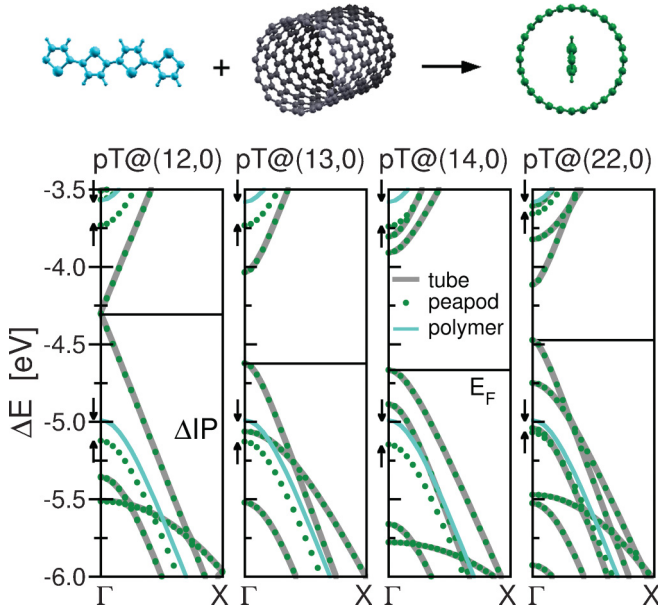 +
pT@(12,0) pT@(13,0) pT@(14,0) pT@(22,0)
-3.5
-4.0
-4.5
-5.0
-5.5
-6.0
ΔE [eV]
tube
peapod
polymer
E_F
ΔIP
Γ X Γ X Γ X Γ X